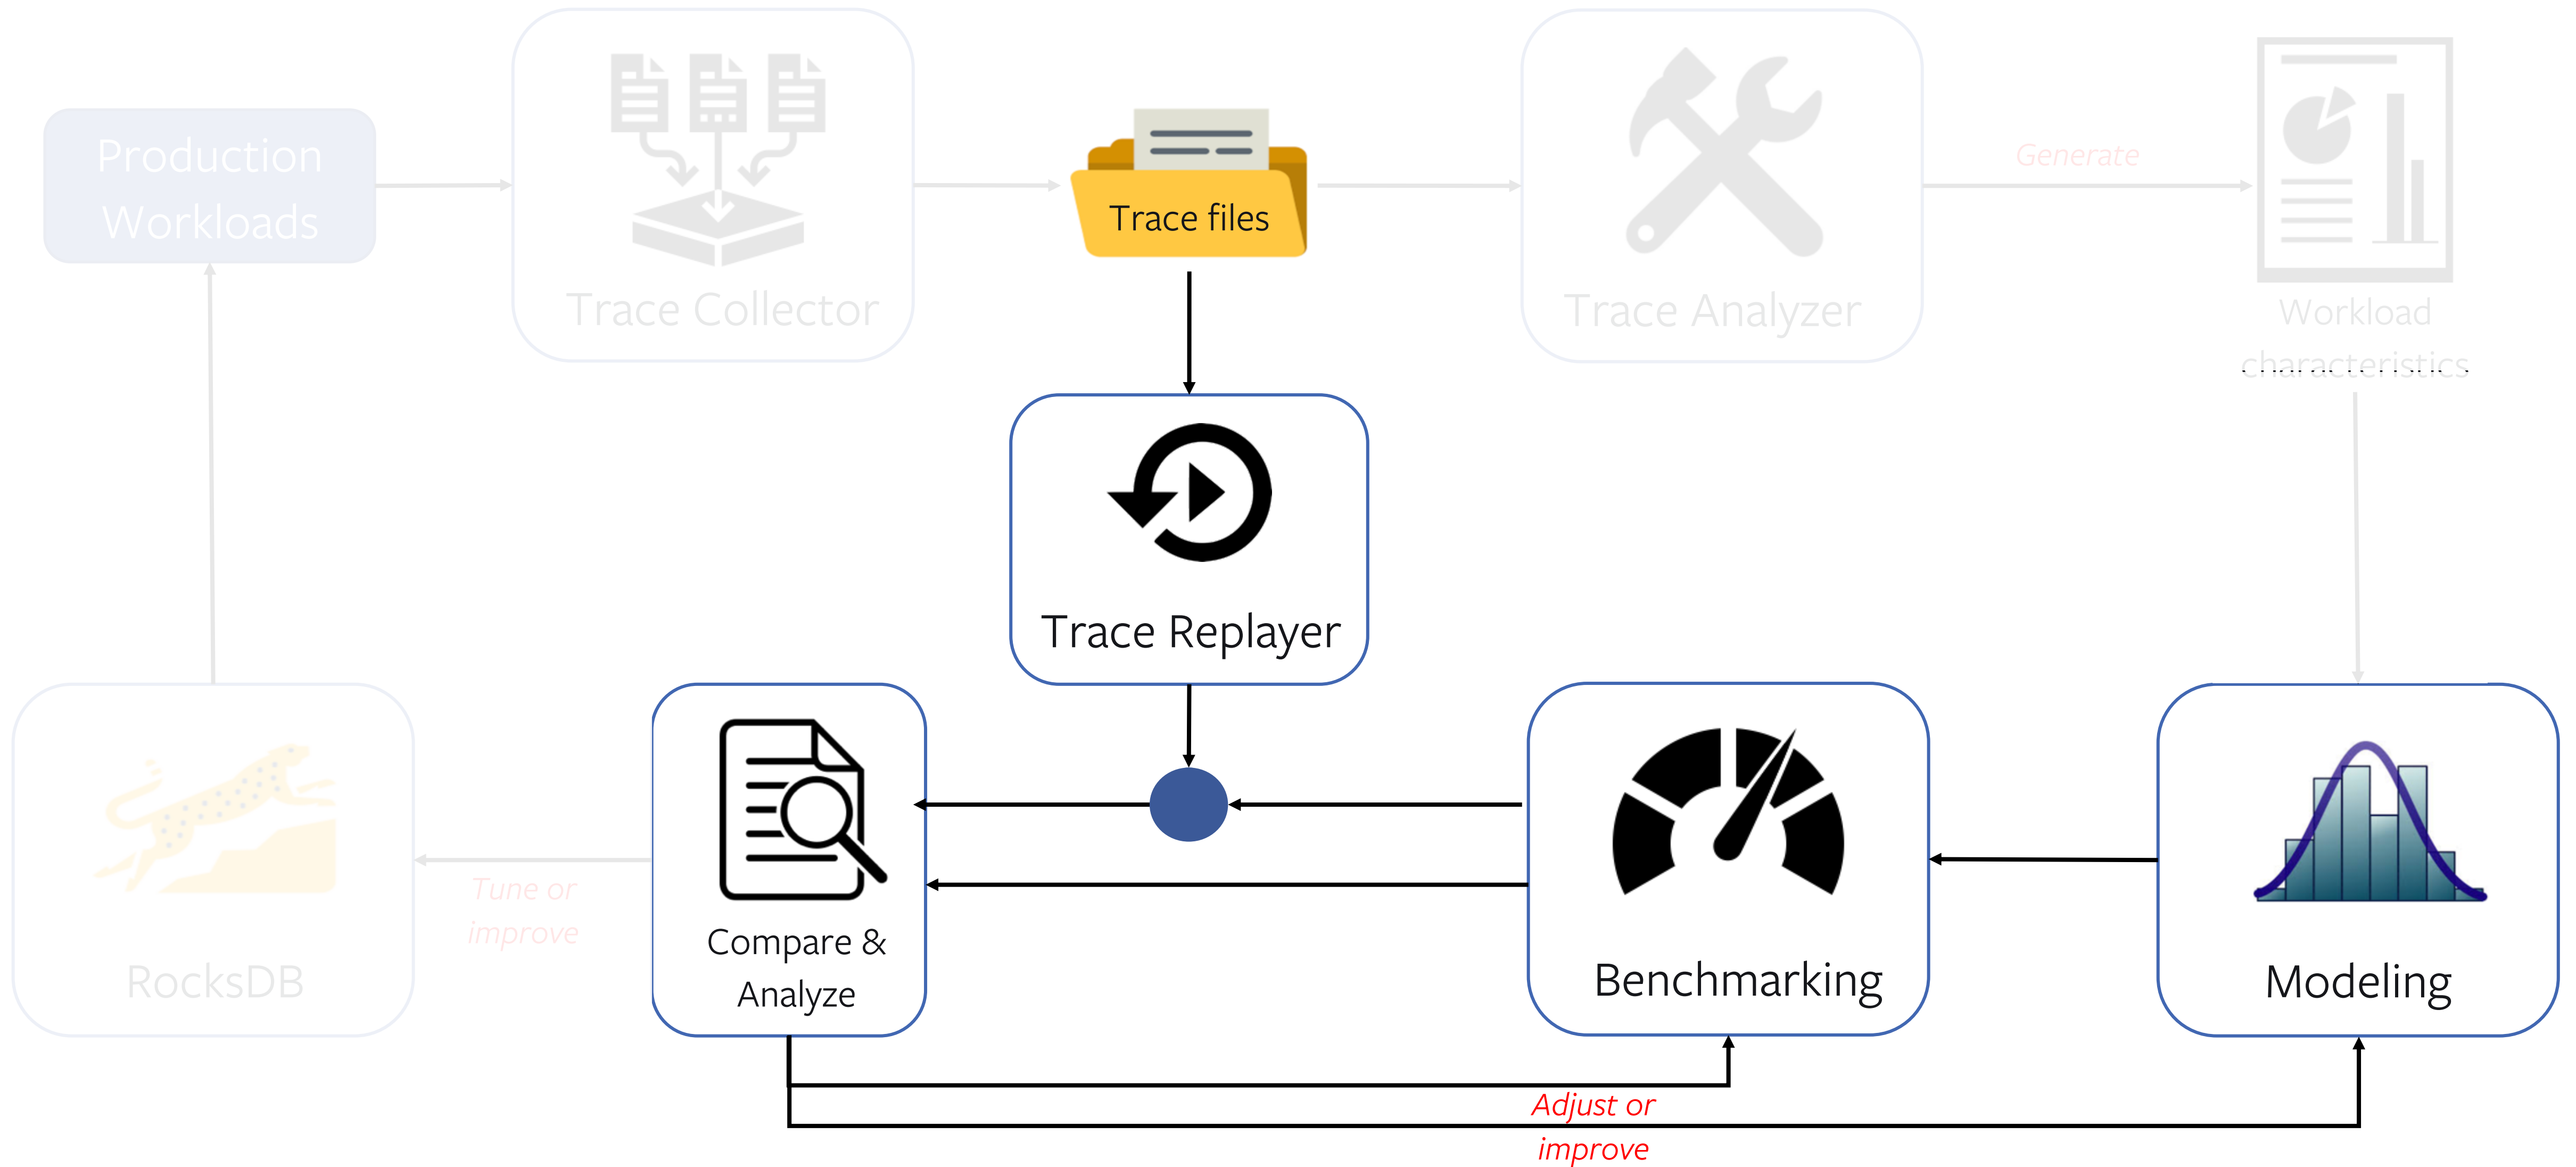 Production
Workloads
Trace Collector
Trace files
Trace Analyzer
Generate
Workload
characteristics
Trace Replayer
RocksDB
Tune or
improve
Compare &
Analyze
Benchmarking
Modeling
Adjust or
improve